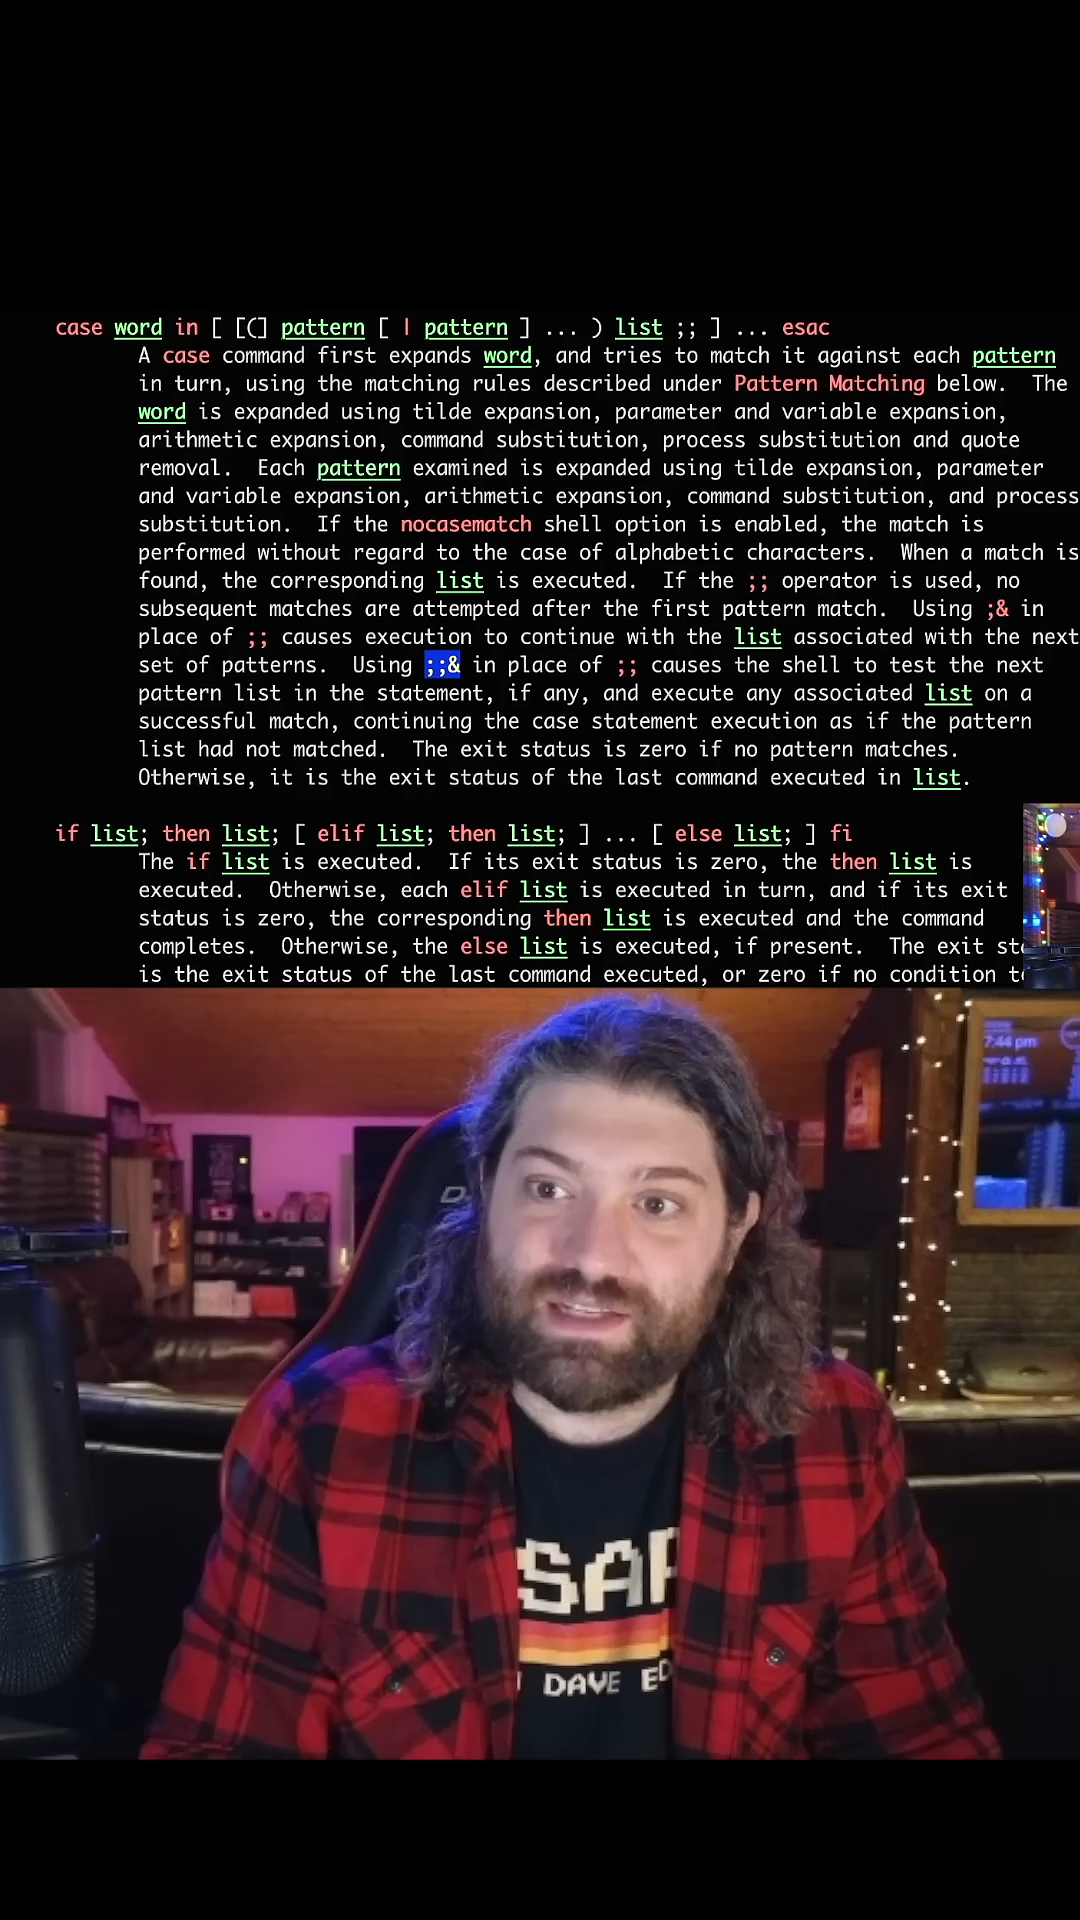 case word in [ [(] pattern [ | pattern ] ... ) list ;; ] ... esac
A case command first expands word, and tries to match it against each pattern
in turn, using the matching rules described under Pattern Matching below.  The
word is expanded using tilde expansion, parameter and variable expansion,
arithmetic expansion, command substitution, process substitution and quote
removal.  Each pattern examined is expanded using tilde expansion, parameter
and variable expansion, arithmetic expansion, command substitution, and process
substitution.  If the nocasematch shell option is enabled, the match is
performed without regard to the case of alphabetic characters.  When a match is
found, the corresponding list is executed.  If the ;; operator is used, no
subsequent matches are attempted after the first pattern match.  Using ;& in
place of ;; causes execution to continue with the list associated with the next
set of patterns.  Using ;;& in place of ;; causes the shell to test the next
pattern list in the statement, if any, and execute any associated list on a
successful match, continuing the case statement execution as if the pattern
list had not matched.  The exit status is zero if no pattern matches.
Otherwise, it is the exit status of the last command executed in list.
if list; then list; [ elif list; then list; ] ... [ else list; ] fi
The if list is executed.  If its exit status is zero, the then list is
executed.  Otherwise, each elif list is executed in turn, and if its exit
status is zero, the corresponding then list is executed and the command
completes.  Otherwise, the else list is executed, if present.  The exit
is the exit status of the last command executed, or zero if no condition
7:44 pm
SAR
DAVE ED